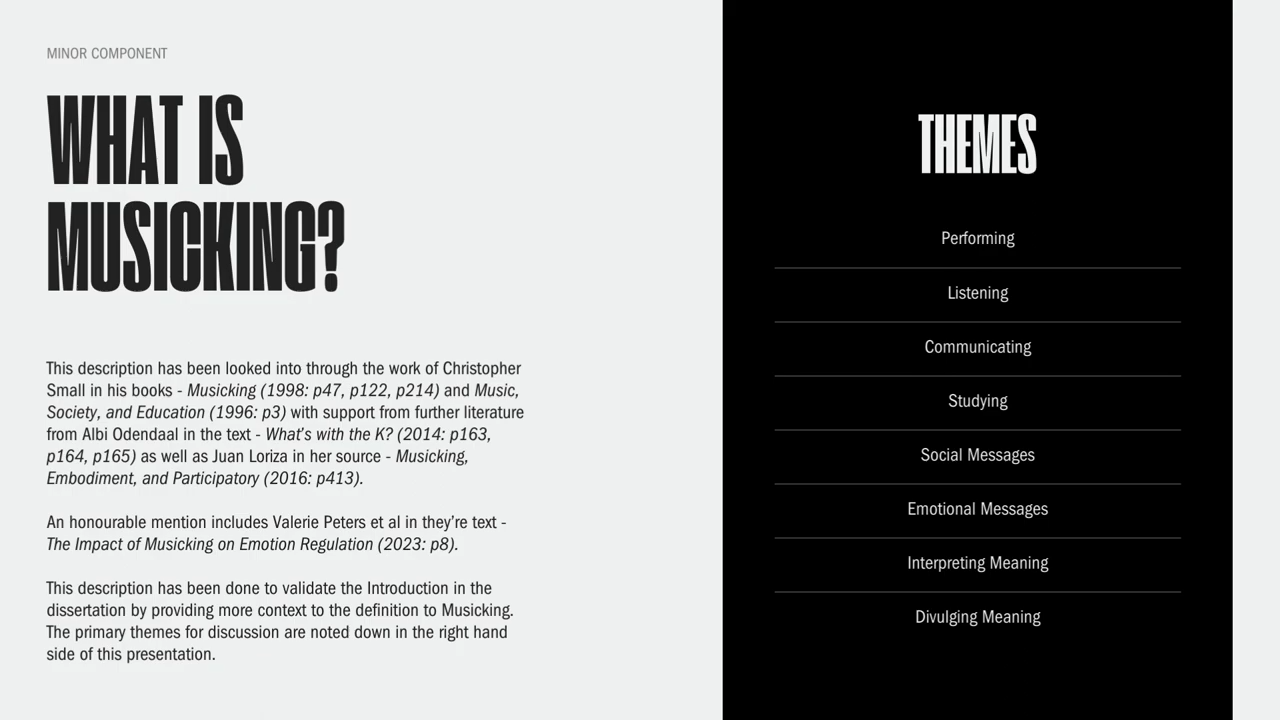 MINOR COMPONENT
WHAT IS
MUSICKING?
This description has been looked into through the work of Christopher
Small in his books - Musicking (1998: p47, p122, p214) and Music,
Society, and Education (1996: p3) with support from further literature
from Albi Odendaal in the text - What's with the K? (2014: p163,
p164, p165) as well as Juan Loriza in her source - Musicking,
Embodiment, and Participatory (2016: p413).
An honourable mention includes Valerie Peters et al in they're text -
The Impact of Musicking on Emotion Regulation (2023: p8).
This description has been done to validate the Introduction in the
dissertation by providing more context to the definition to Musicking.
The primary themes for discussion are noted down in the right hand
side of this presentation.
THEMES
Performing
Listening
Communicating
Studying
Social Messages
Emotional Messages
Interpreting Meaning
Divulging Meaning